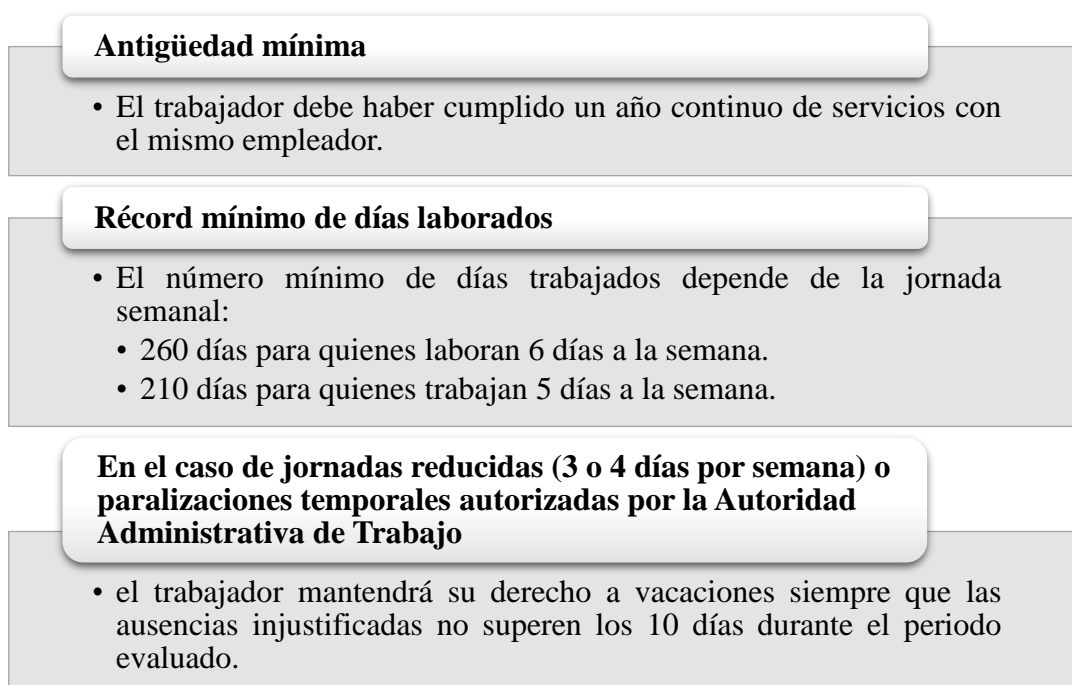 Antigüedad mínima
• El trabajador debe haber cumplido un año continuo de servicios con
el mismo empleador.
Récord mínimo de días laborados
• El número mínimo de días trabajados depende de la jornada
semanal:
• 260 días para quienes laboran 6 días a la semana.
• 210 días para quienes trabajan 5 días a la semana.
En el caso de jornadas reducidas (3 o 4 días por semana) o
paralizaciones temporales autorizadas por la Autoridad
Administrativa de Trabajo
• el trabajador mantendrá su derecho a vacaciones siempre que las
ausencias injustificadas no superen los 10 días durante el periodo
evaluado.